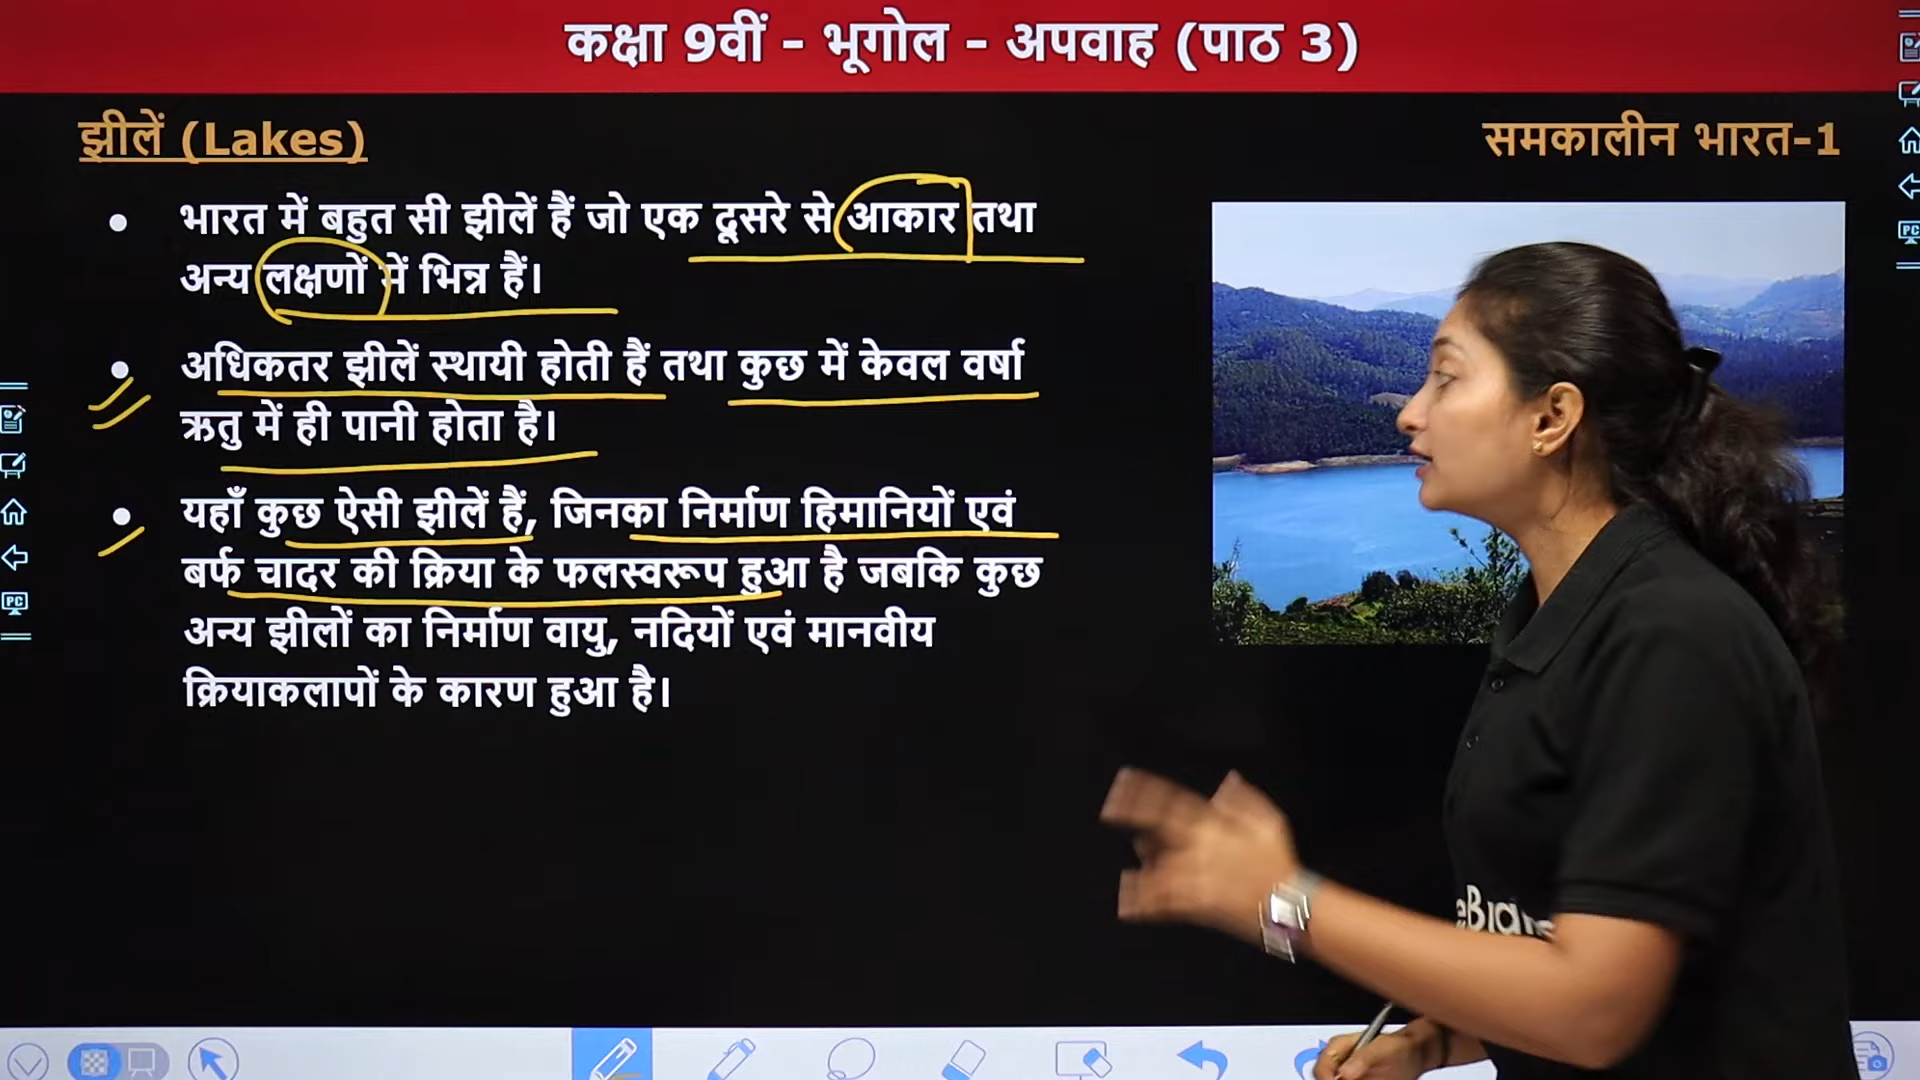 कक्षा 9वीं - भूगोल - अपवाह (पाठ 3)
झीलें (Lakes)
समकालीन भारत-1
• भारत में बहुत सी झीलें हैं जो एक दूसरे से आकार तथा
अन्य लक्षणों में भिन्न हैं।
• अधिकतर झीलें स्थायी होती हैं तथा कुछ में केवल वर्षा
ऋतु में ही पानी होता है।
• यहाँ कुछ ऐसी झीलें हैं, जिनका निर्माण हिमानियों एवं
बर्फ चादर की क्रिया के फलस्वरूप हुआ है जबकि कुछ
अन्य झीलों का निर्माण वायु, नदियों एवं मानवीय
क्रियाकलापों के कारण हुआ है।
PC
PC